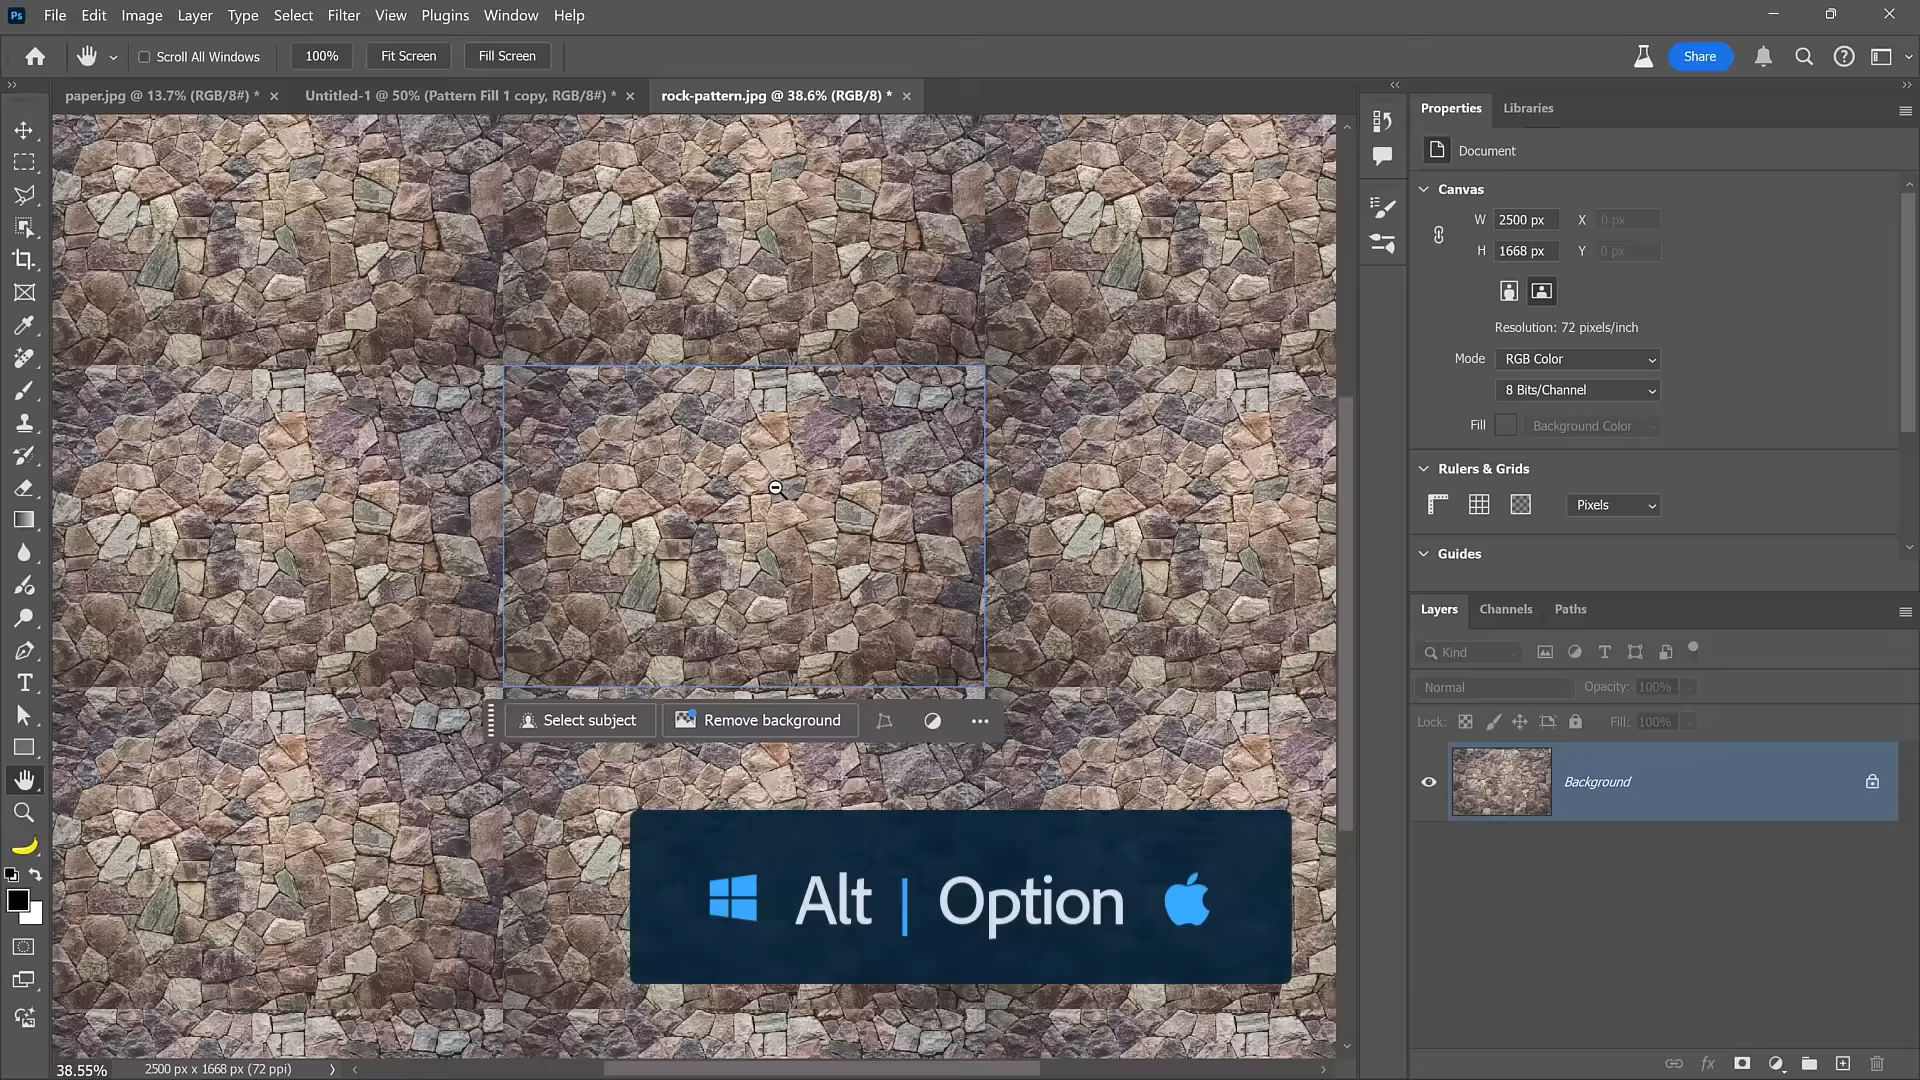 Ps File Edit Image Layer Type Select Filter View Plugins Window Help
Scroll All Windows 100% Fit Screen Fill Screen Share
paper.jpg @ 13.7% (RGB/8#) * × Untitled-1 @ 50% (Pattern Fill 1 copy, RGB/8#) * × rock-pattern.jpg @ 38.6% (RGB/8) * ×
Properties Libraries
Document
Canvas
W 2500 px X 0 px
H 1668 px Y 0 px
Resolution: 72 pixels/inch
Mode RGB Color
8 Bits/Channel
Fill Background Color
Rulers & Grids
Pixels
Guides
Layers Channels Paths
Kind
Normal Opacity: 100%
Lock: Fill: 100%
Background
Select subject Remove background
Alt | Option
38.55% 2500 px x 1668 px (72 ppi)